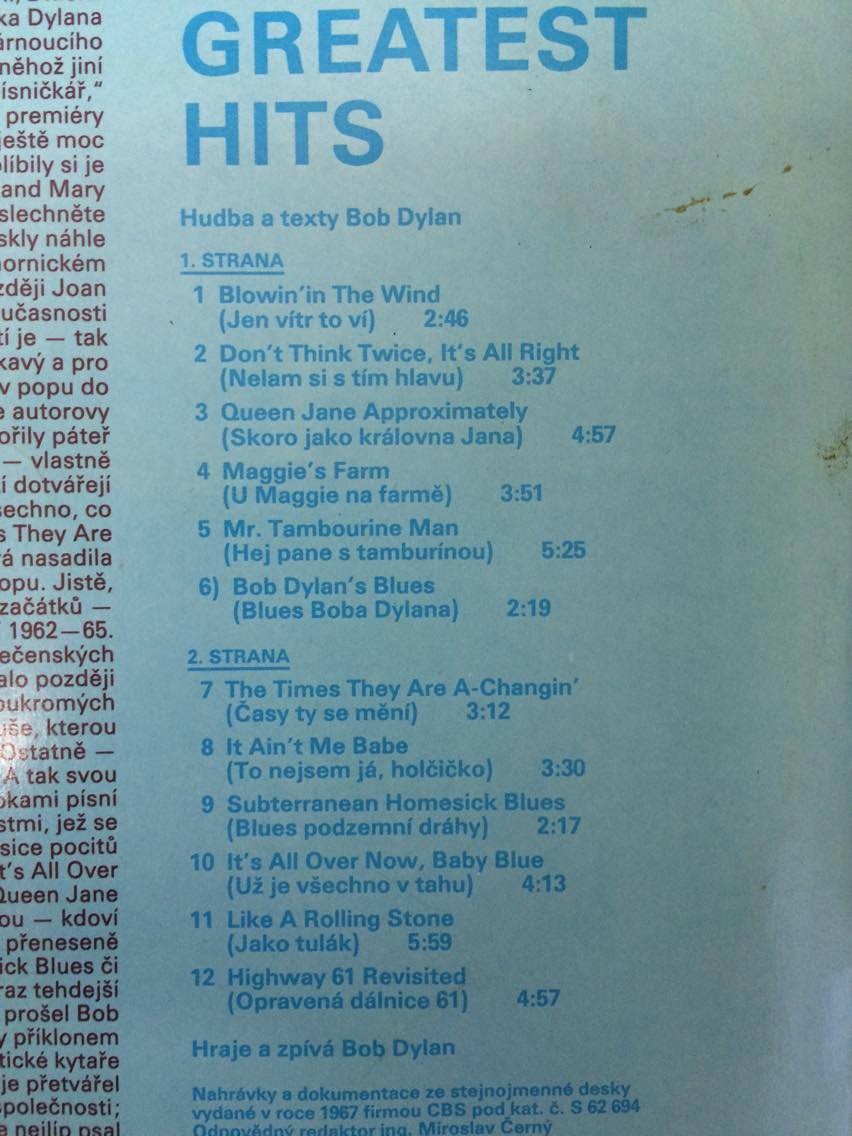 ka Dylana
árnoucího
něhož jiní
ísničkář,“
premiéry
ještě moc
líbily si je
and Mary
slechněte
skly náhle
hornickém
zději Joan
učasnosti
tí je — tak
kavý a pro
v popu do
e autorovy
ořily páteř
— vlastně
í dotvářejí
šechno, co
s They Are
á nasadila
opu. Jistě,
začátků —
1962—65.
ečenských
alo později
oukromých
uše, kterou
Ostatně —
A tak svou
okami písní
stmi, jež se
sice pocitů
t's All Over
Queen Jane
ou — kdoví
přeneseně
ick Blues či
raz tehdejší
prošel Bob
y příklonem
tické kytaře
je přetvářel
společnosti;
e nejlíp psal
GREATEST
HITS
Hudba a texty Bob Dylan
1. STRANA
1 Blowin'in The Wind
(Jen vítr to ví) 2:46
2 Don't Think Twice, It's All Right
(Nelam si s tím hlavu) 3:37
3 Queen Jane Approximately
(Skoro jako královna Jana) 4:57
4 Maggie's Farm
(U Maggie na farmě) 3:51
5 Mr. Tambourine Man
(Hej pane s tamburínou) 5:25
6) Bob Dylan's Blues
(Blues Boba Dylana) 2:19
2. STRANA
7 The Times They Are A-Changin'
(Časy ty se mění) 3:12
8 It Ain't Me Babe
(To nejsem já, holčičko) 3:30
9 Subterranean Homesick Blues
(Blues podzemní dráhy) 2:17
10 It's All Over Now, Baby Blue
(Už je všechno v tahu) 4:13
11 Like A Rolling Stone
(Jako tulák) 5:59
12 Highway 61 Revisited
(Opravená dálnice 61) 4:57
Hraje a zpívá Bob Dylan
Nahrávky a dokumentace ze stejnojmenné desky
vydané v roce 1967 firmou CBS pod kat. č. S 62 694
Odpovědný redaktor ing. Miroslav Černý